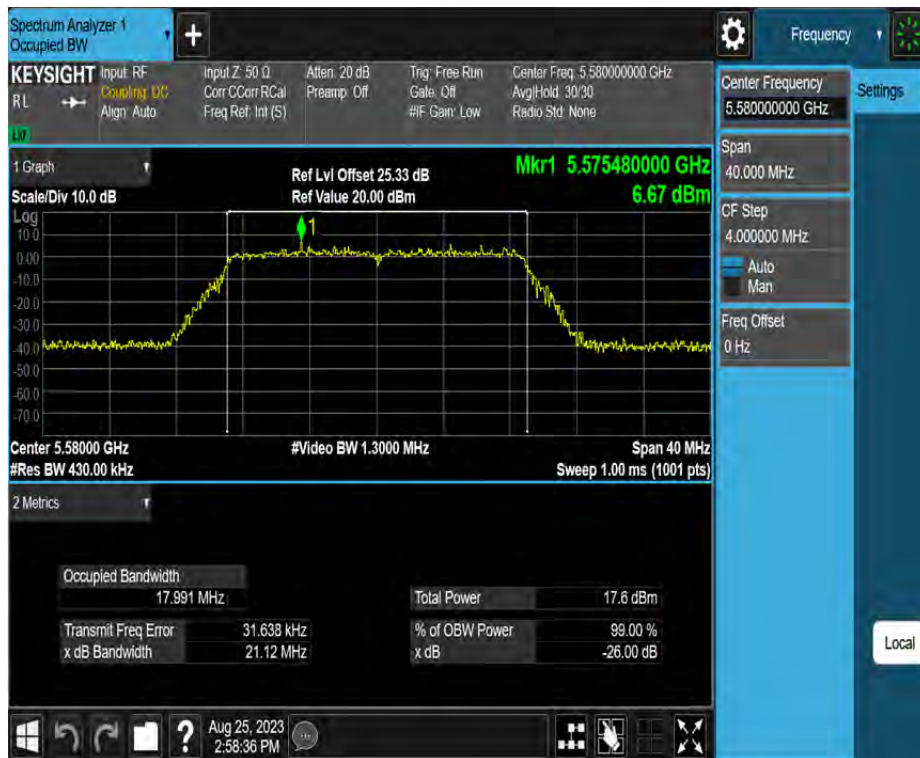 Spectrum Analyzer 1
Occupied BW
Frequency
KEYSIGHT
RL
Input: RF
Coupling: DC
Align: Auto
Input Z: 50 Ω
Corr CCorr RCal
Freq Ref: Int (S)
Atten: 20 dB
Preamp: Off
Trig: Free Run
Gate: Off
#IF Gain: Low
Center Freq: 5.580000000 GHz
Avg|Hold: 30/30
Radio Std: None
Center Frequency
5.580000000 GHz
Settings
Span
40.000 MHz
CF Step
4.000000 MHz
Auto
Man
Freq Offset
0 Hz
Local
1 Graph
Scale/Div 10.0 dB
Ref Lvl Offset 25.33 dB
Ref Value 20.00 dBm
Mkr1 5.575480000 GHz
6.67 dBm
Log
10.0
0.00
-10.0
-20.0
-30.0
-40.0
-50.0
-60.0
-70.0
1
Center 5.58000 GHz
#Res BW 430.00 kHz
#Video BW 1.3000 MHz
Span 40 MHz
Sweep 1.00 ms (1001 pts)
2 Metrics
Occupied Bandwidth
17.991 MHz
Total Power 17.6 dBm
Transmit Freq Error 31.638 kHz
% of OBW Power 99.00 %
x dB Bandwidth 21.12 MHz
x dB -26.00 dB
?
Aug 25, 2023
2:58:36 PM